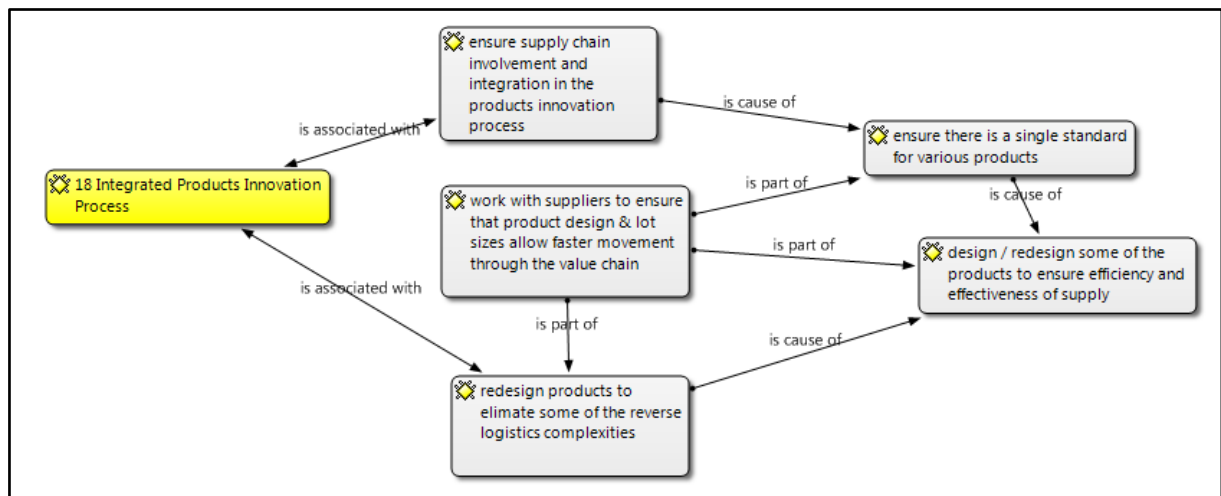 ensure supply chain
involvement and
integration in the
products innovation
process
is cause of
is associated with
ensure there is a single standard
for various products
18 Integrated Products Innovation
Process
is part of
is cause of
work with suppliers to ensure
that product design & lot
sizes allow faster movement
through the value chain
is part of
design / redesign some of the
products to ensure efficiency and
effectiveness of supply
is associated with
is part of
is cause of
redesign products to
elimate some of the reverse
logistics complexities